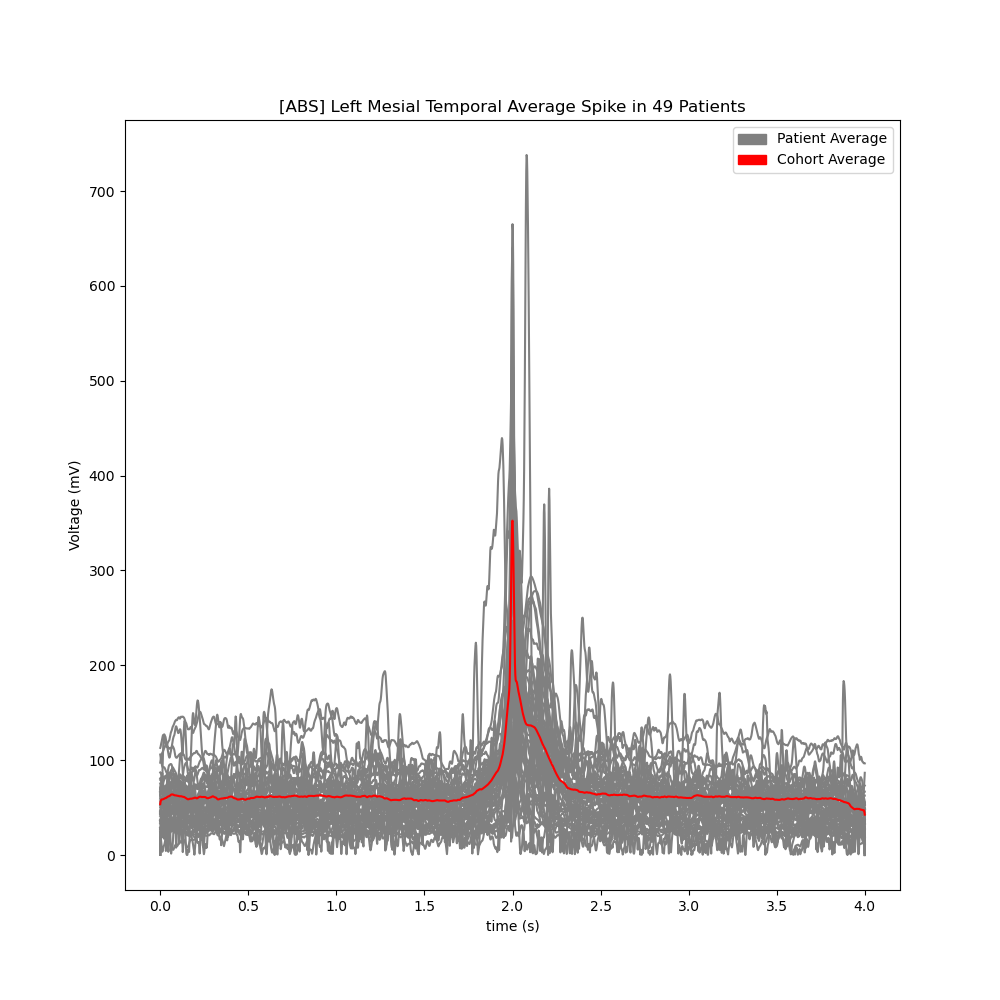 [ABS] Left Mesial Temporal Average Spike in 49 Patients
Patient Average
Cohort Average
Voltage (mV)
700
600
500
400
300
200
100
0
0.0 0.5 1.0 1.5 2.0 2.5 3.0 3.5 4.0
time (s)